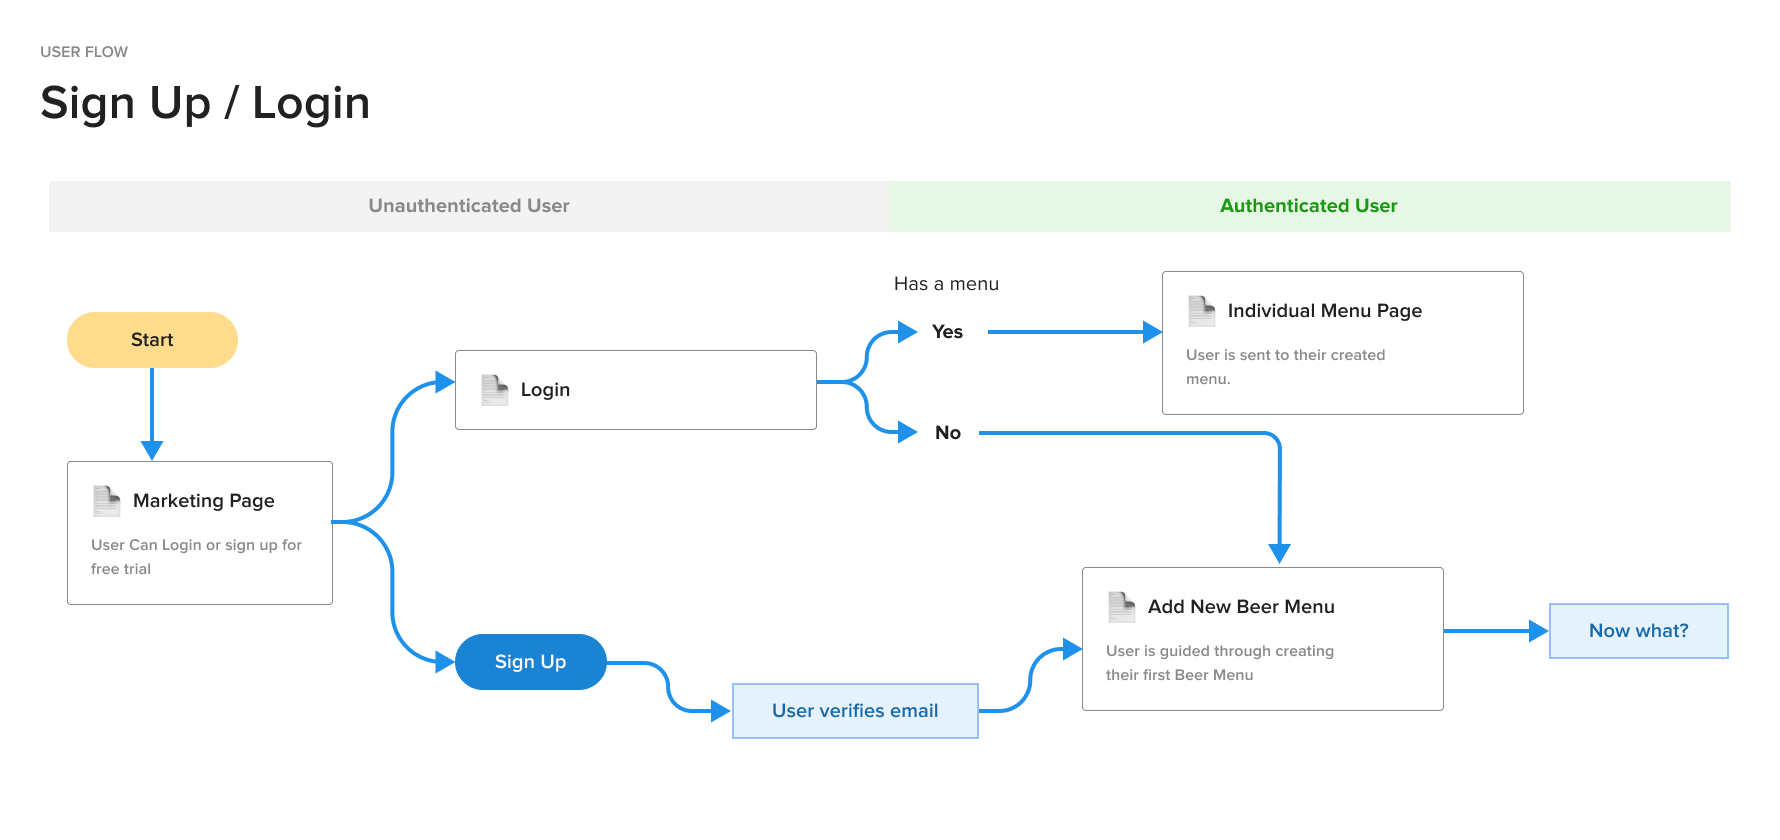 USER FLOW
Sign Up / Login
Unauthenticated User
Authenticated User
Start
Marketing Page
User Can Login or sign up for
free trial
Login
Has a menu
Yes
No
Individual Menu Page
User is sent to their created
menu.
Sign Up
User verifies email
Add New Beer Menu
User is guided through creating
their first Beer Menu
Now what?